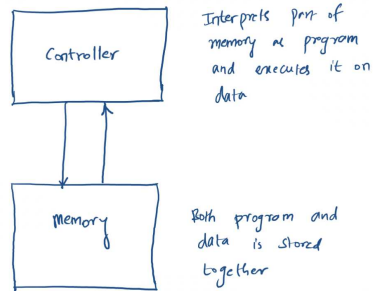 Controller
Interprets part of
memory as program
and executes it on
data
Memory
Both program and
data is stored
together